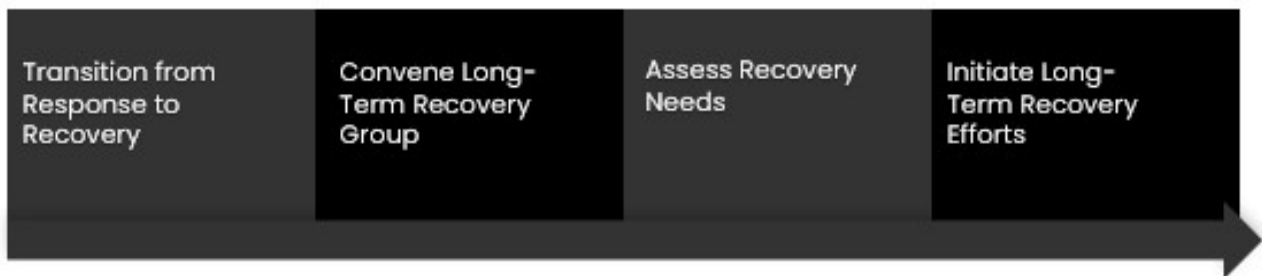 Transition from
Response to
Recovery
Convene Long-
Term Recovery
Group
Assess Recovery
Needs
Initiate Long-
Term Recovery
Efforts